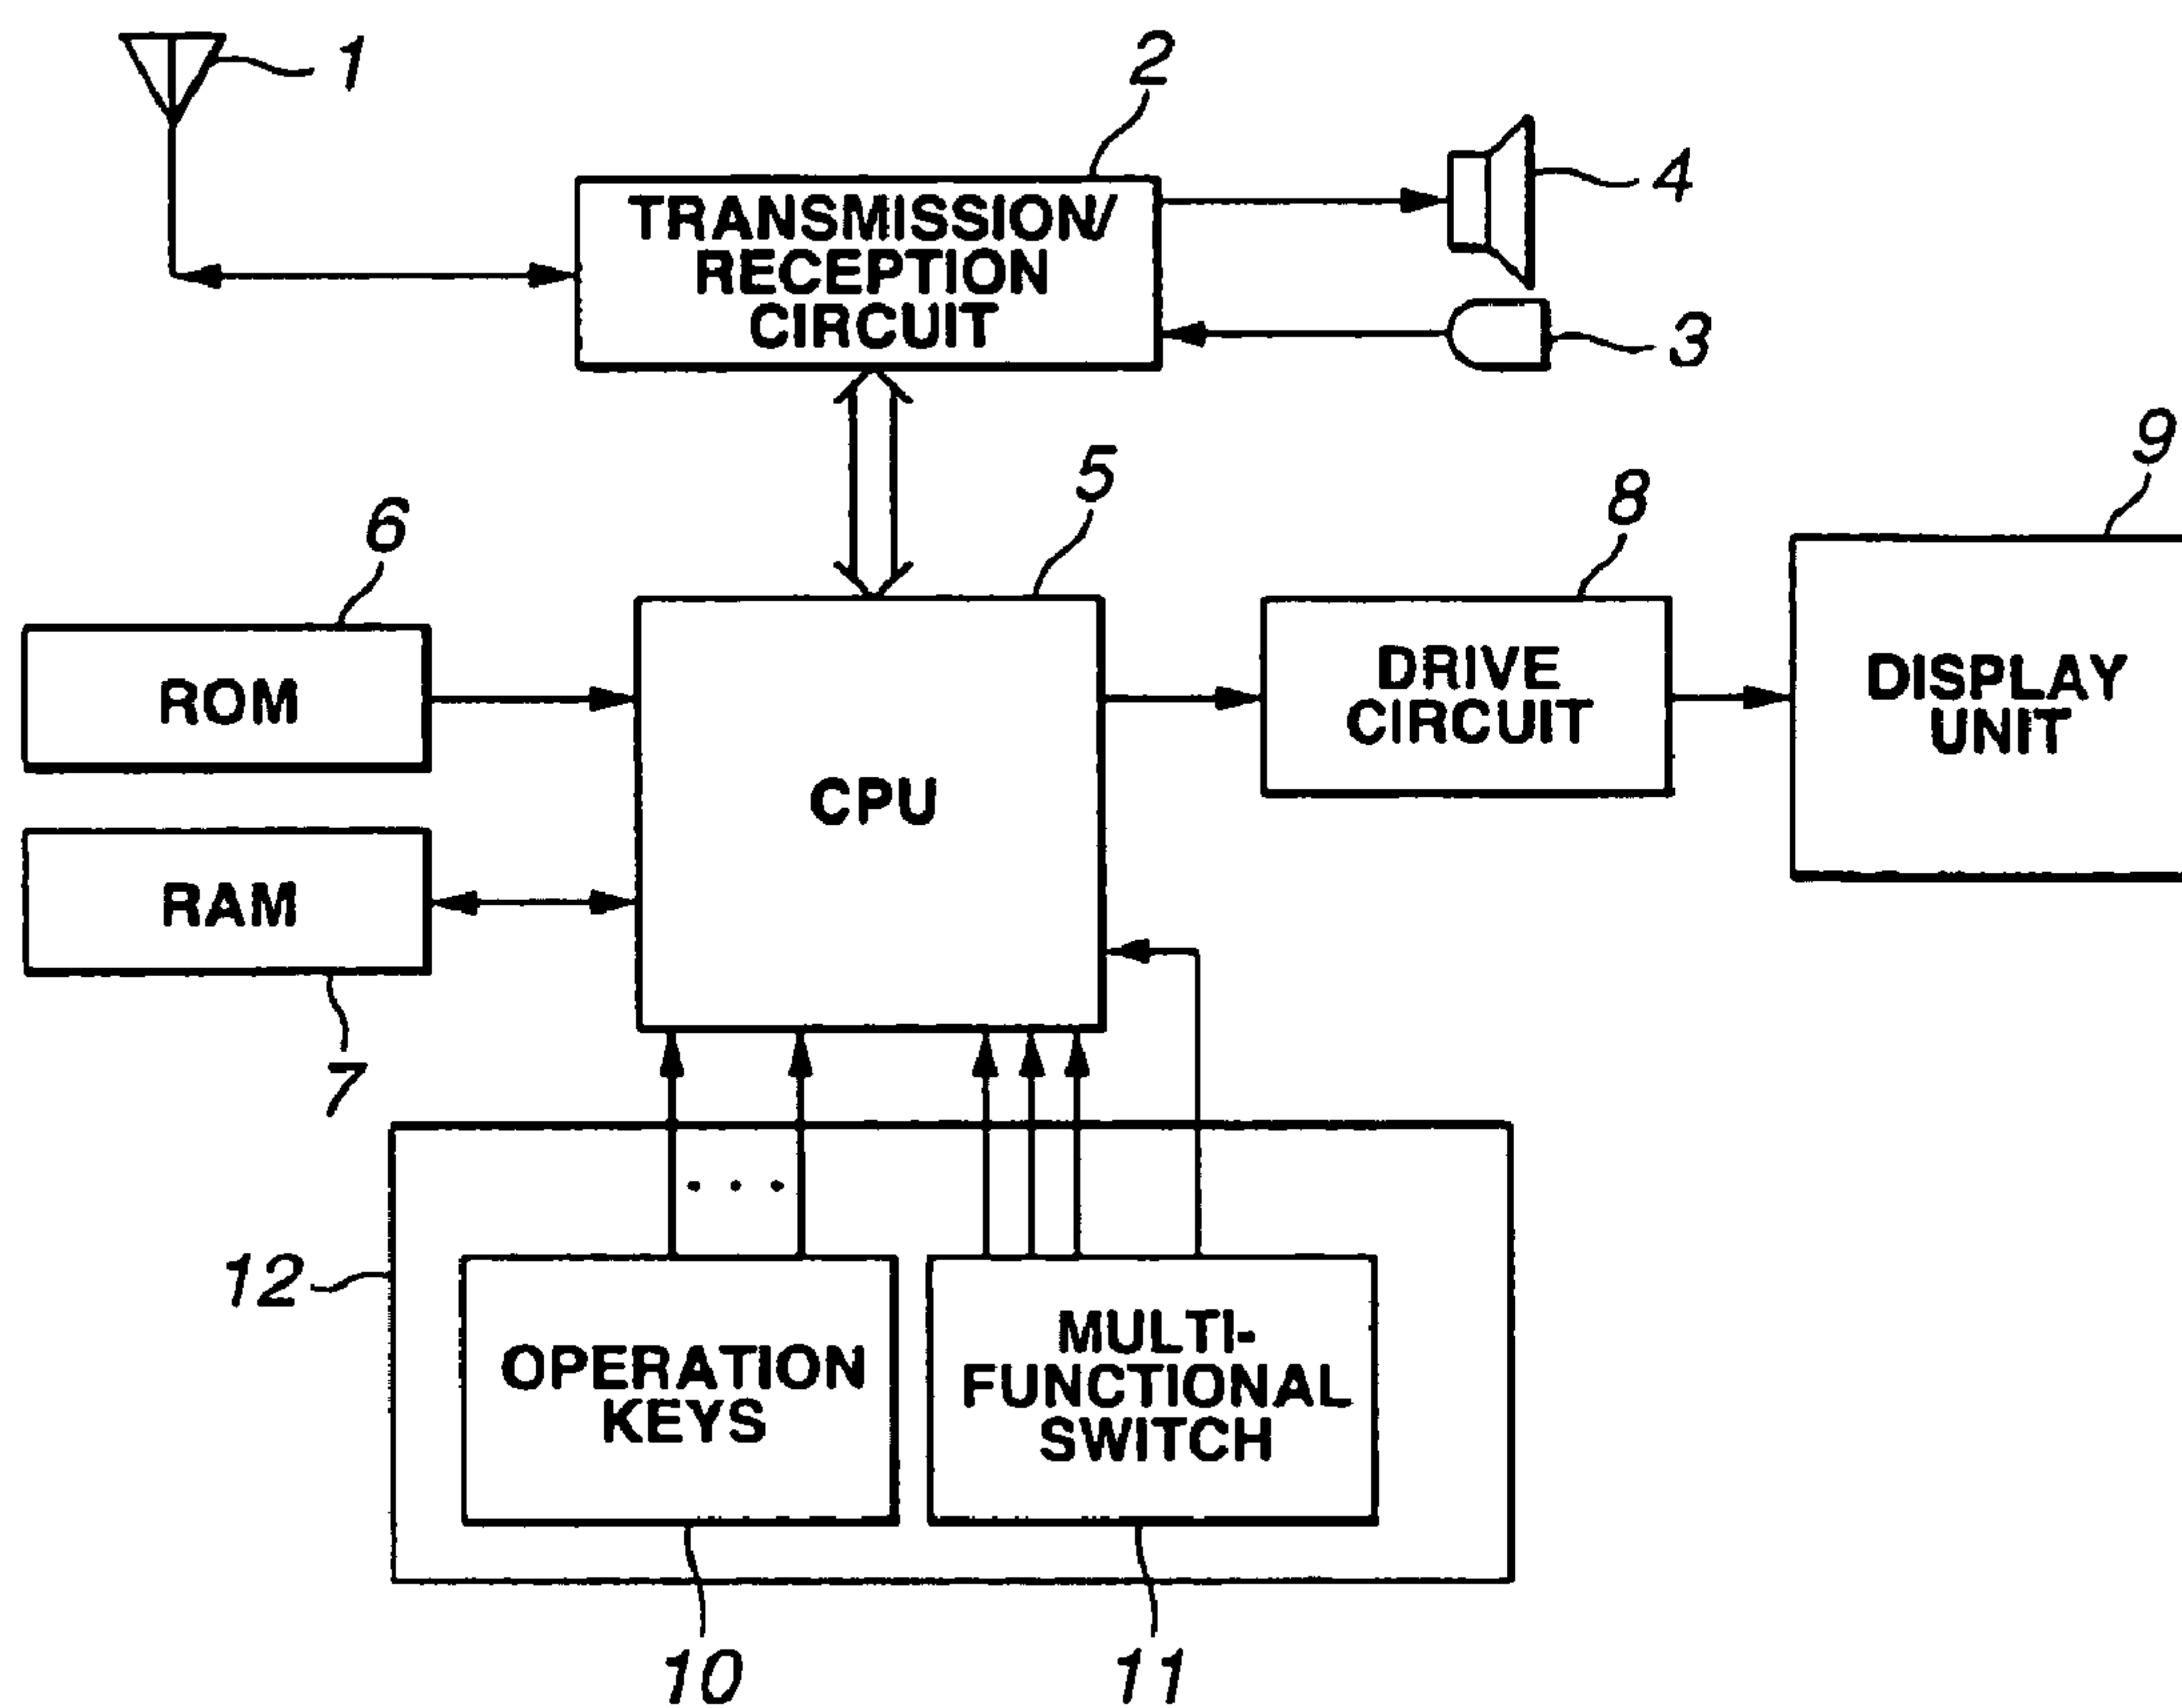 1
2
TRANSMISSION/
RECEPTION
CIRCUIT
4
3
5
6
8
9
ROM
CPU
DRIVE
CIRCUIT
DISPLAY
UNIT
RAM
7
. . .
12
OPERATION
KEYS
MULTI-
FUNCTIONAL
SWITCH
10
11